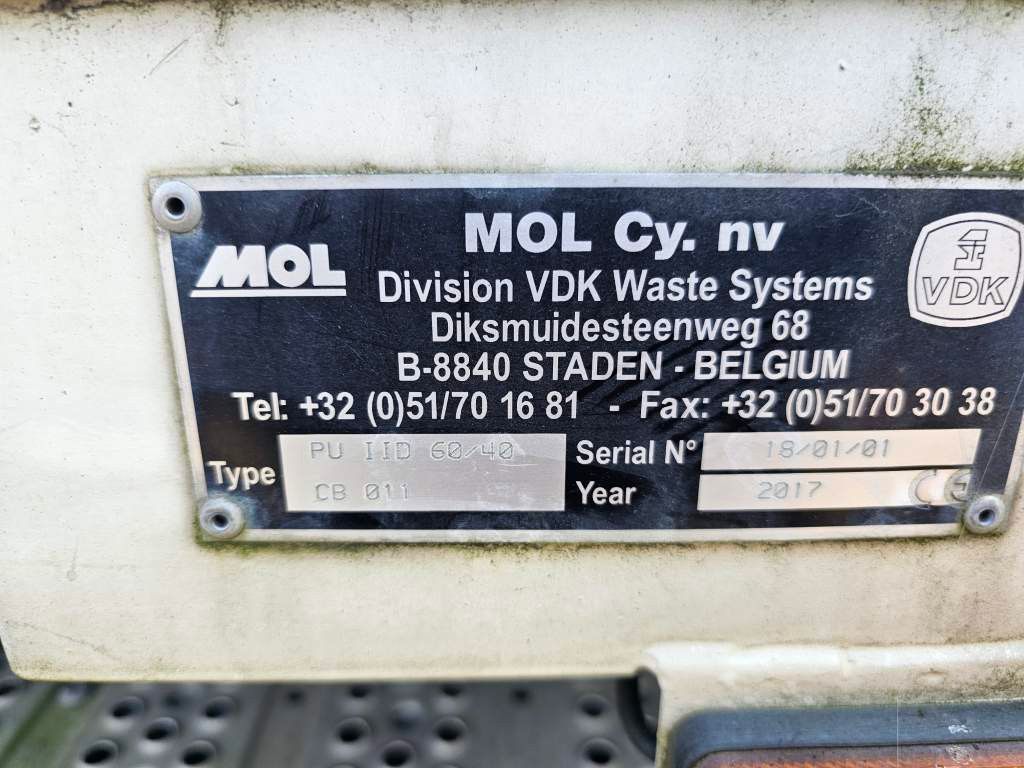 MOL
MOL Cy. nv
1
VDK
Division VDK Waste Systems
Diksmuidesteenweg 68
B-8840 STADEN - BELGIUM
Tel: +32 (0)51/70 16 81 - Fax: +32 (0)51/70 30 38
Type PU IID 60/40
CB 011
Serial N° 18/01/01
Year 2017 CE